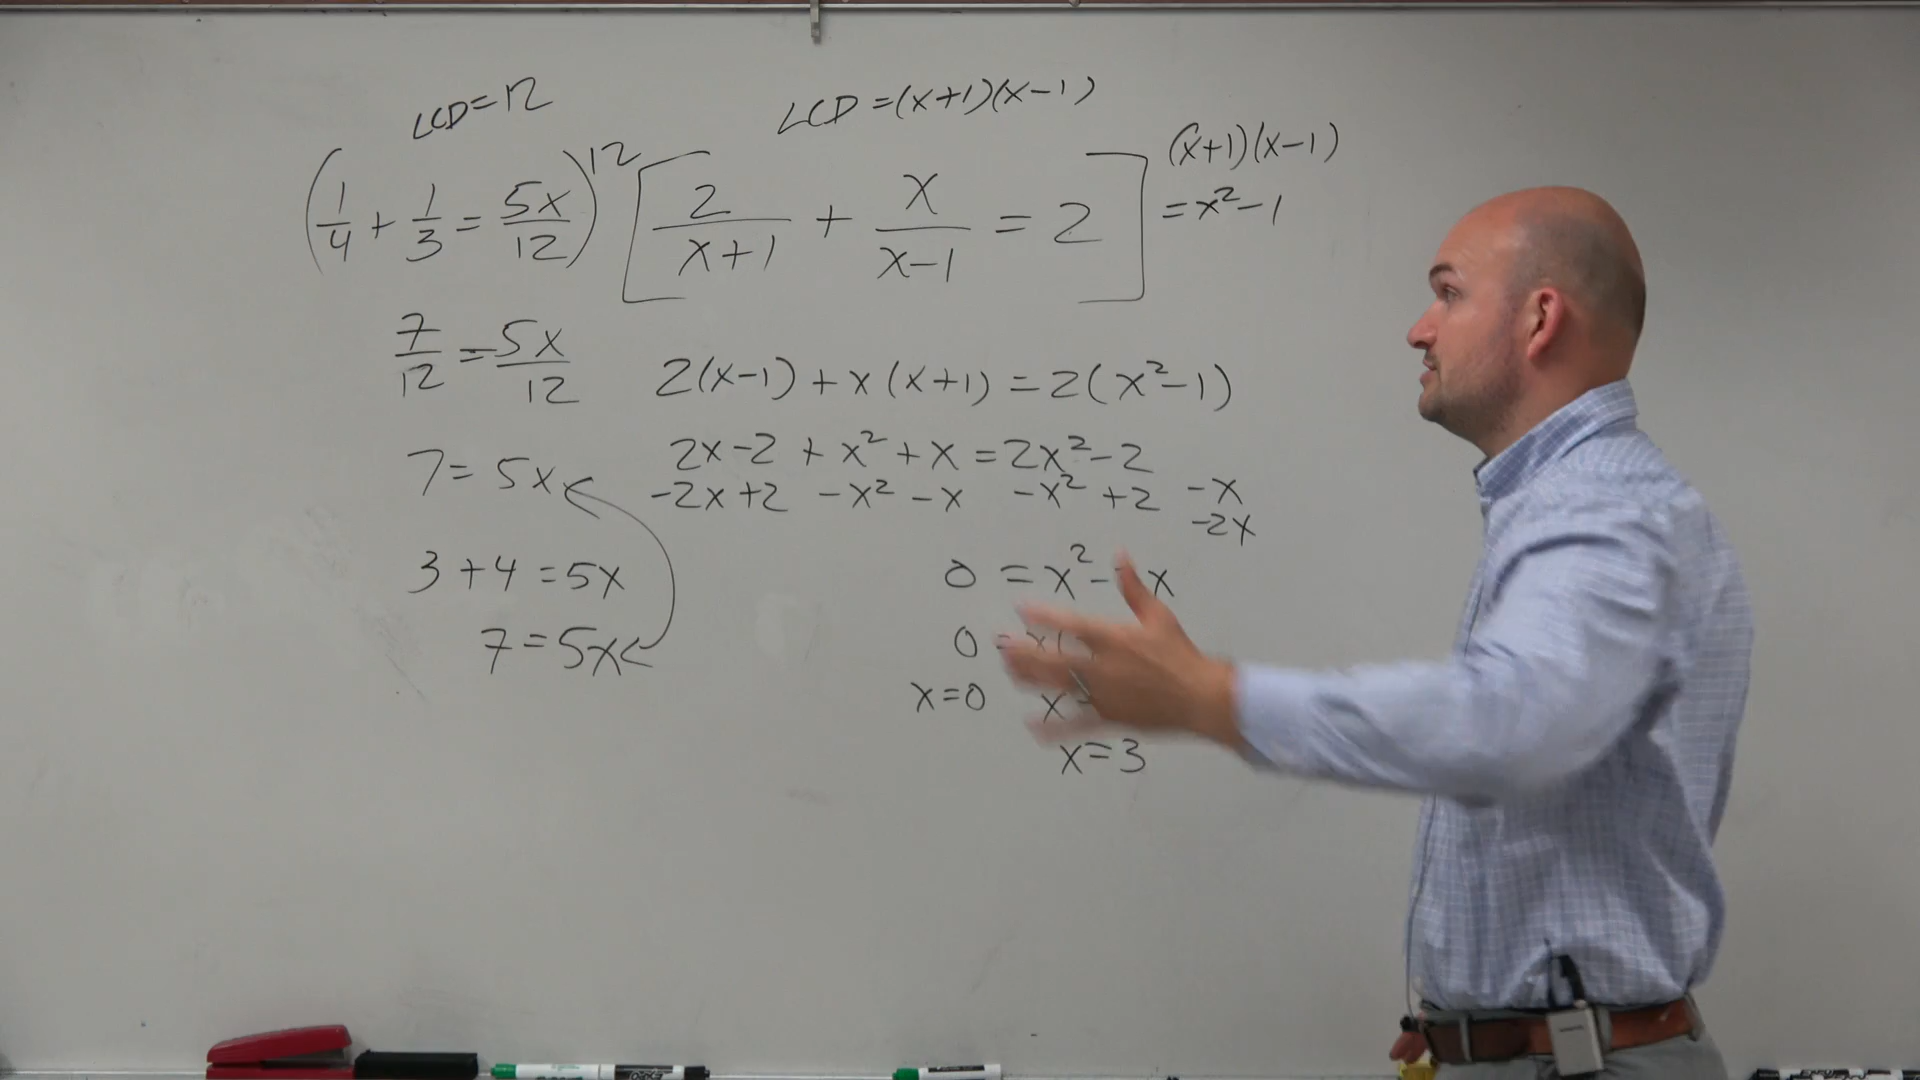 LCD=12
(1/4 + 1/3 = 5x/12)12
7/12 = 5x/12
7 = 5x
3+4 = 5x
7 = 5x
LCD = (x+1)(x-1)
[2/(x+1) + x/(x-1) = 2] (x+1)(x-1)
= x²-1
2(x-1) + x(x+1) = 2(x²-1)
2x-2 + x² + x = 2x²-2
-2x+2 -x² -x -x² +2 -x
-2x
0 = x² - x
0 = x(
x=0 x-
x=3